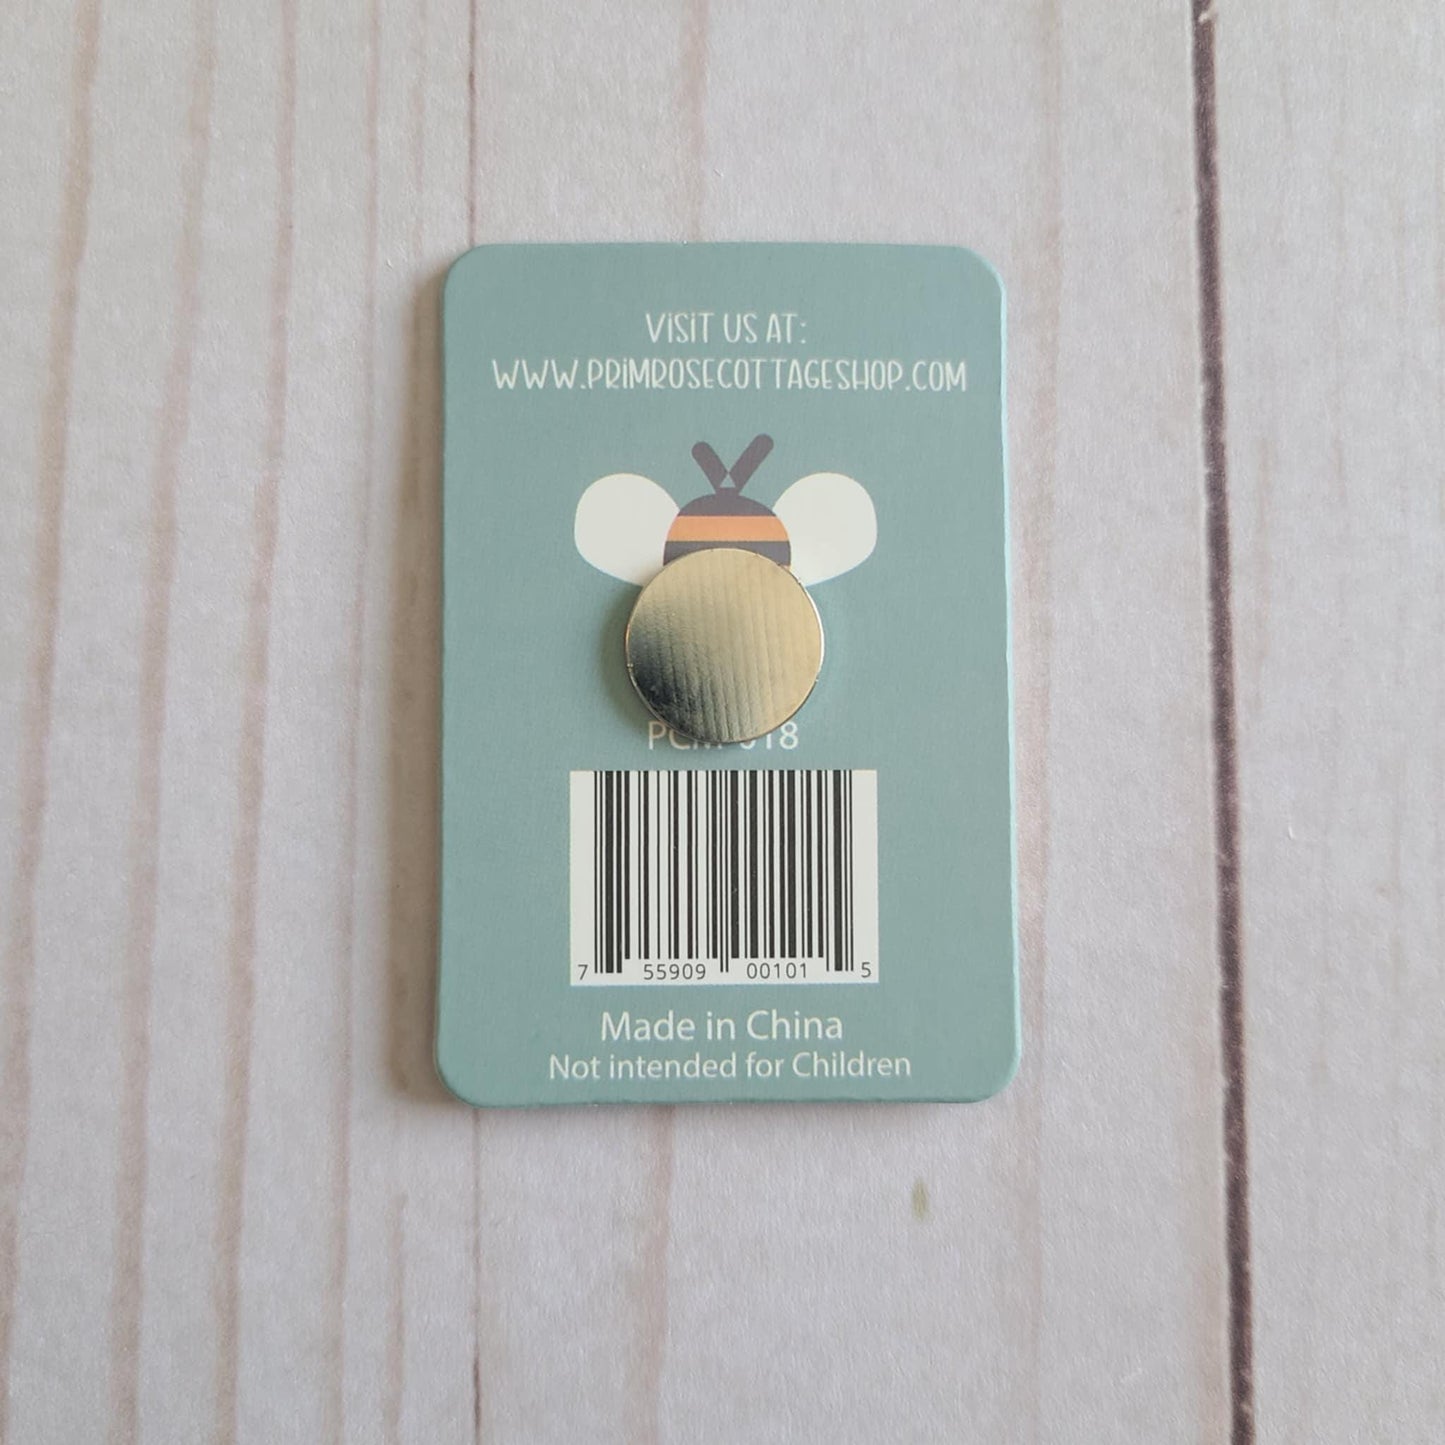 VISIT US AT:
WWW.PRIMROSECOTTAGESHOP.COM
7 55909 00101 5
Made in China
Not intended for Children